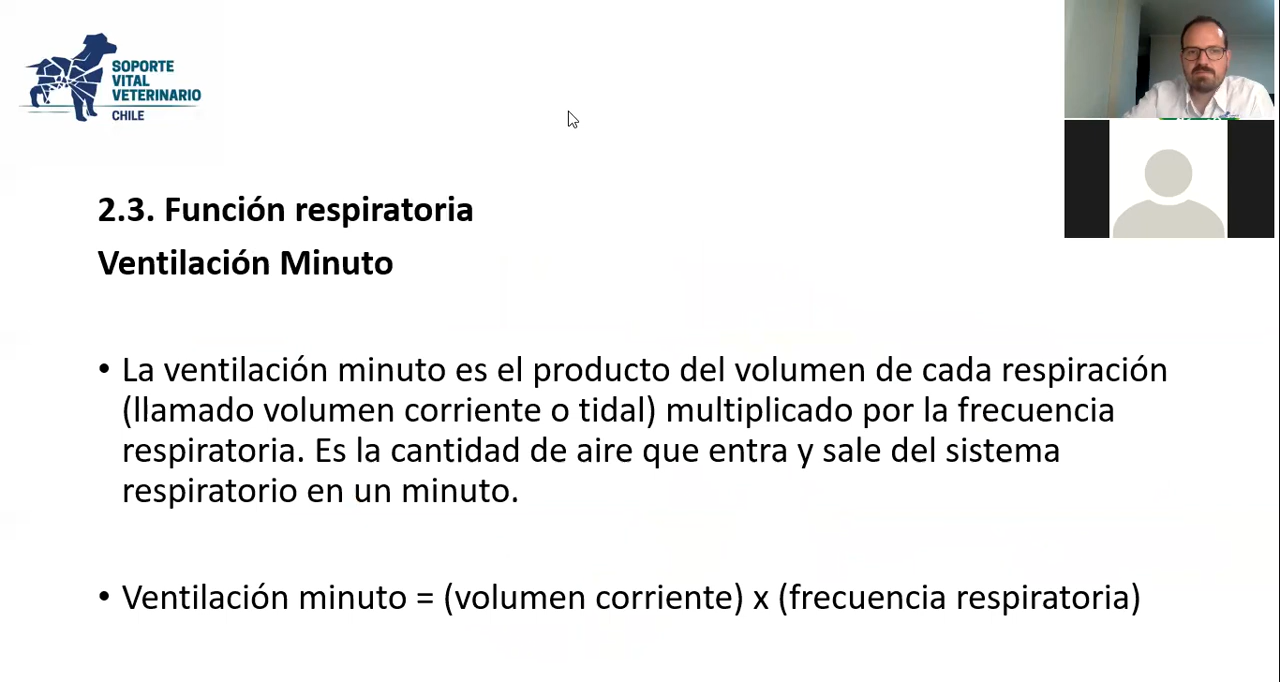 SOPORTE
VITAL
VETERINARIO
CHILE
2.3. Función respiratoria
Ventilación Minuto
• La ventilación minuto es el producto del volumen de cada respiración
(llamado volumen corriente o tidal) multiplicado por la frecuencia
respiratoria. Es la cantidad de aire que entra y sale del sistema
respiratorio en un minuto.
• Ventilación minuto = (volumen corriente) x (frecuencia respiratoria)